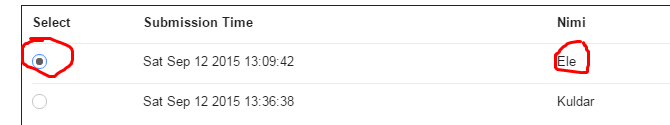 Select Submission Time Nimi
Sat Sep 12 2015 13:09:42 Ele
Sat Sep 12 2015 13:36:38 Kuldar